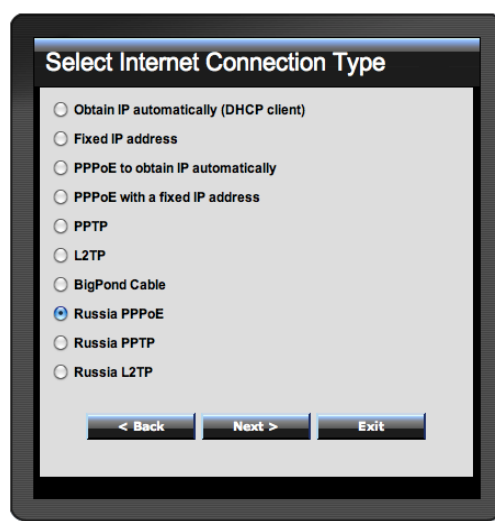 Select Internet Connection Type
Obtain IP automatically (DHCP client)
Fixed IP address
PPPoE to obtain IP automatically
PPPoE with a fixed IP address
PPTP
L2TP
BigPond Cable
Russia PPPoE
Russia PPTP
Russia L2TP
< Back Next > Exit